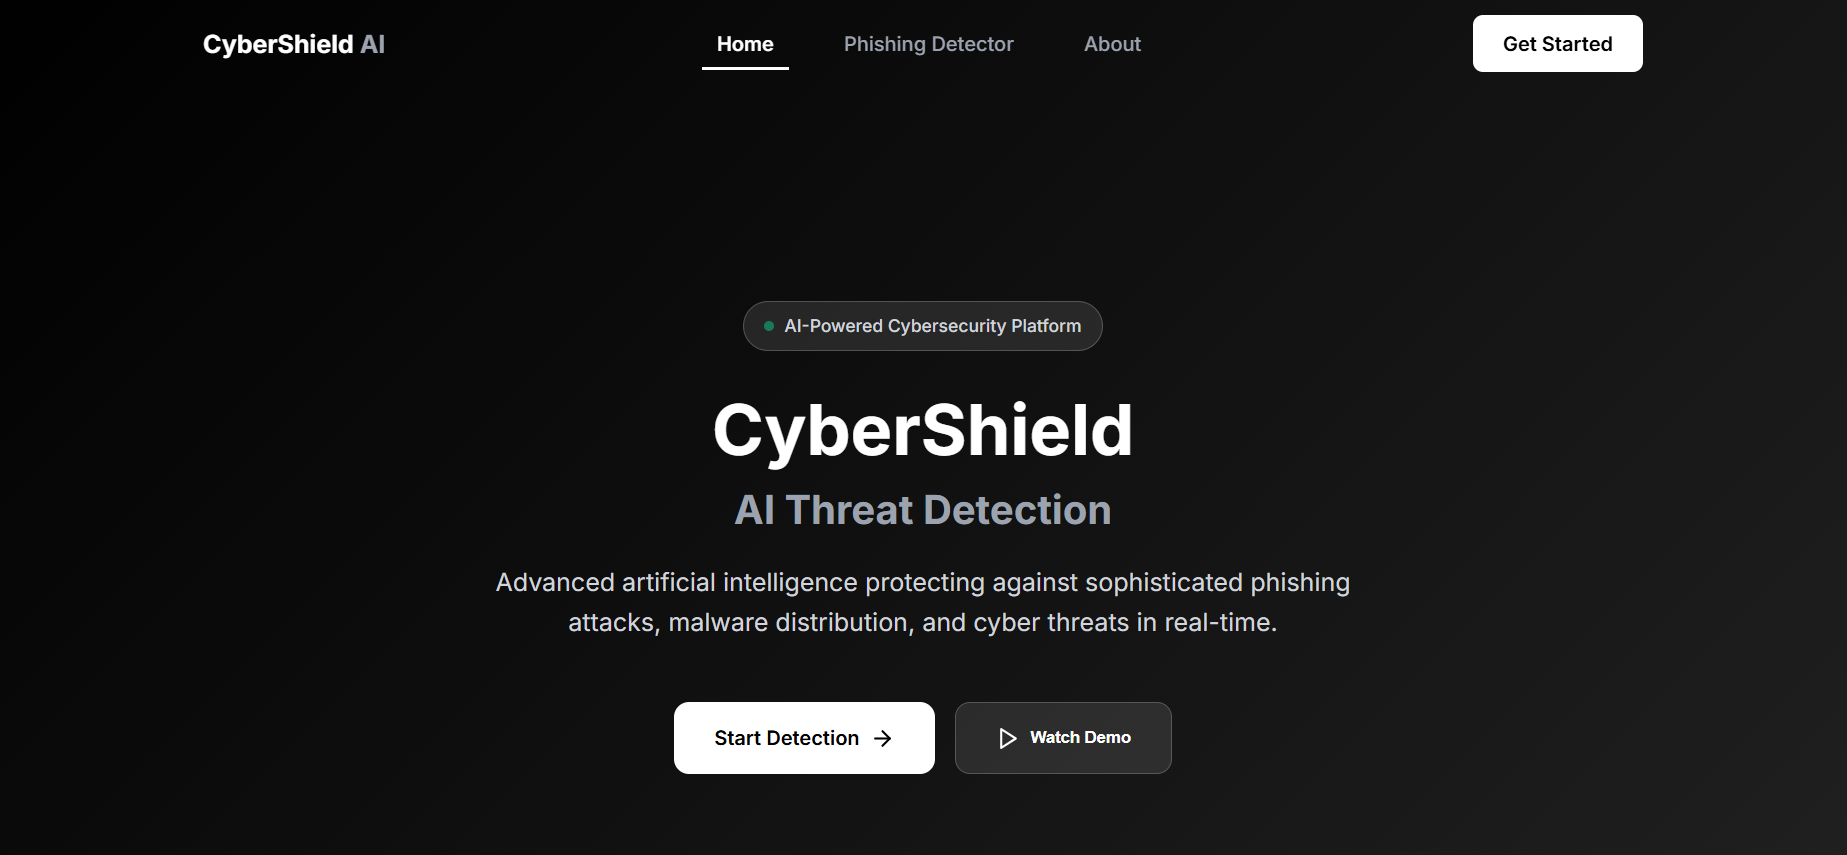 CyberShield AI
Home
Phishing Detector
About
Get Started
AI-Powered Cybersecurity Platform
CyberShield
AI Threat Detection
Advanced artificial intelligence protecting against sophisticated phishing
attacks, malware distribution, and cyber threats in real-time.
Start Detection
Watch Demo